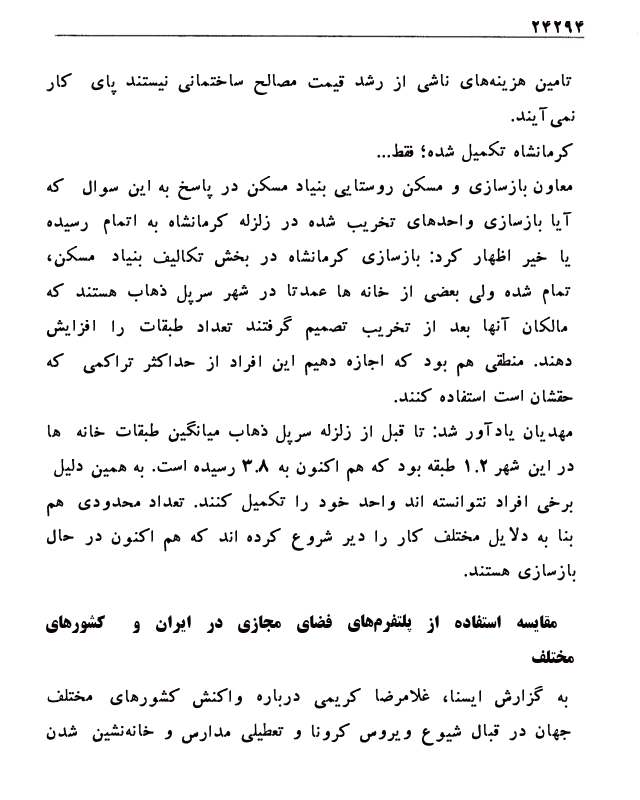 ۲۴۲۹۴
تامین هزینه‌های ناشی از رشد قیمت مصالح ساختمانی نیستند پای کار
نمی‌آیند.
کرمانشاه تکمیل شده؛ فقط...
معاون بازسازی و مسکن روستایی بنیاد مسکن در پاسخ به این سوال که
آیا بازسازی واحدهای تخریب شده در زلزله کرمانشاه به اتمام رسیده
یا خیر اظهار کرد: بازسازی کرمانشاه در بخش تکالیف بنیاد مسکن،
تمام شده ولی بعضی از خانه ها عمدتا در شهر سرپل ذهاب هستند که
مالکان آنها بعد از تخریب تصمیم گرفتند تعداد طبقات را افزایش
دهند. منطقی هم بود که اجازه دهیم این افراد از حداکثر تراکمی که
حقشان است استفاده کنند.
مهدیان یادآور شد: تا قبل از زلزله سرپل ذهاب میانگین طبقات خانه ها
در این شهر ۱.۲ طبقه بود که هم اکنون به ۳.۸ رسیده است. به همین دلیل
برخی افراد نتوانسته اند واحد خود را تکمیل کنند. تعداد محدودی هم
بنا به دلایل مختلف کار را دیر شروع کرده اند که هم اکنون در حال
بازسازی هستند.
مقایسه استفاده از پلتفرم‌های فضای مجازی در ایران و کشورهای
مختلف
به گزارش ایسنا، غلامرضا کریمی درباره واکنش کشورهای مختلف
جهان در قبال شیوع ویروس کرونا و تعطیلی مدارس و خانه‌نشین شدن